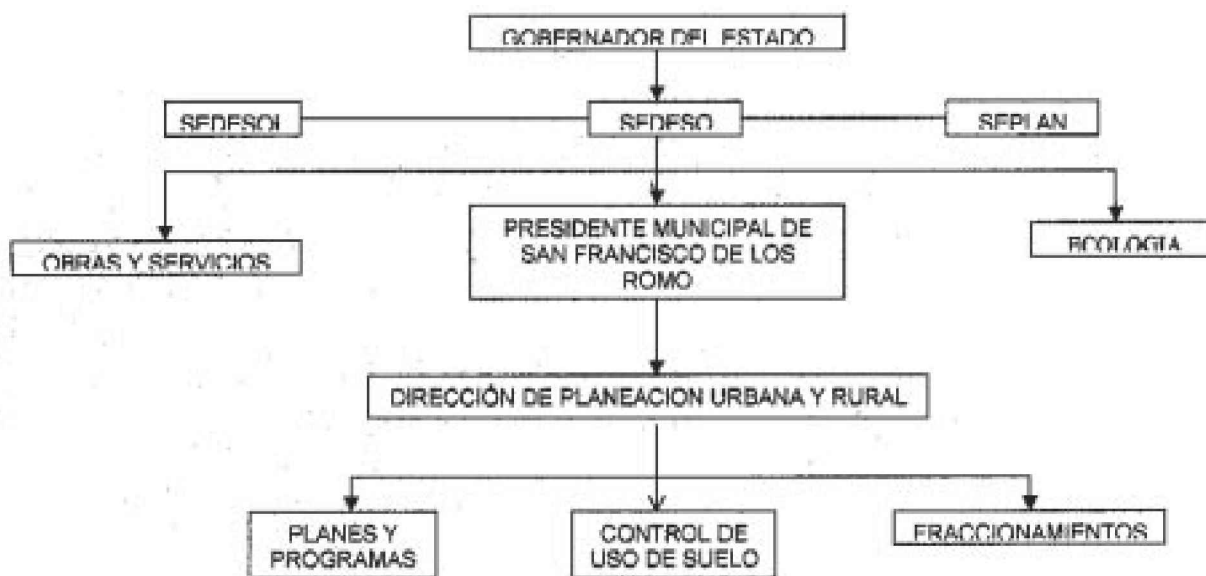 GOBERNADOR DEL ESTADO
SEDESOL
SEDESO
SEPLAN
OBRAS Y SERVICIOS
PRESIDENTE MUNICIPAL DE
SAN FRANCISCO DE LOS
ROMO
ECOLOGIA
DIRECCIÓN DE PLANEACION URBANA Y RURAL
PLANES Y
PROGRAMAS
CONTROL DE
USO DE SUELO
FRACCIONAMIENTOS